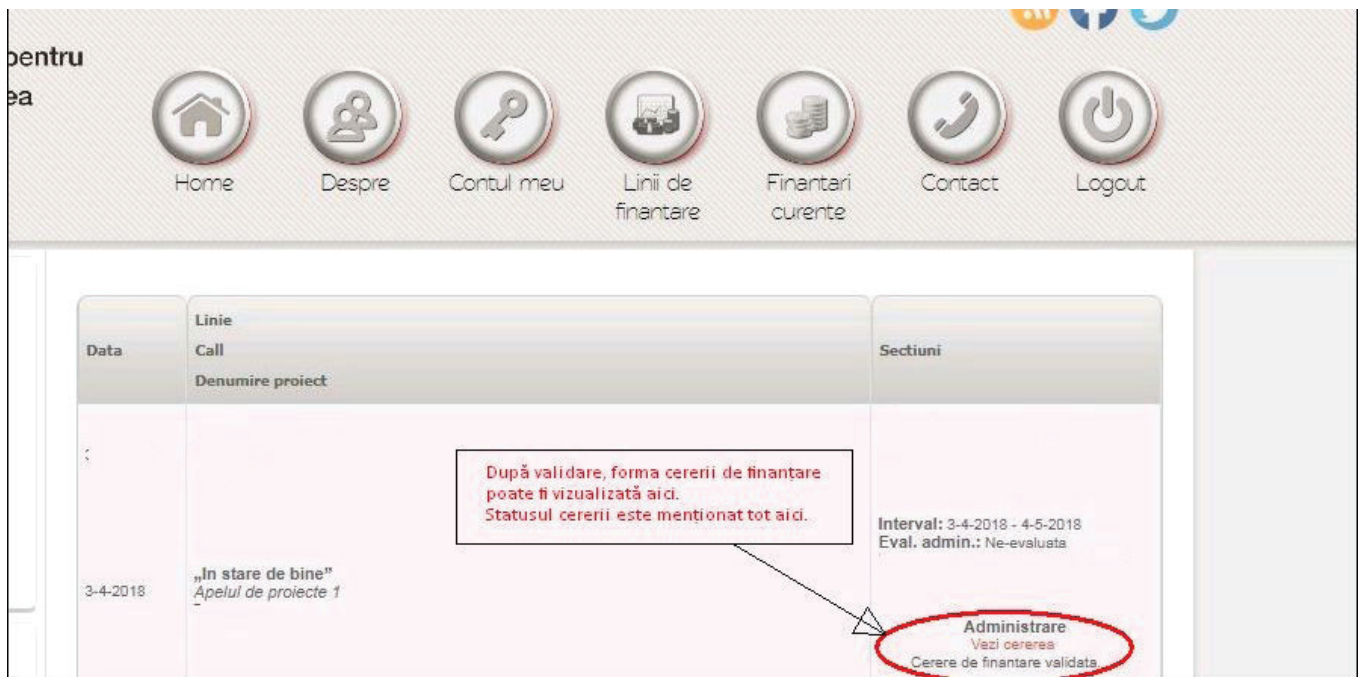 pentru
ea
Home
Despre
Contul meu
Linii de
finantare
Finantari
curente
Contact
Logout
Data
Linie
Call
Denumire proiect
Sectiuni
După validare, forma cererii de finanțare
poate fi vizualizată aici.
Statusul cererii este menționat tot aici.
Interval: 3-4-2018 - 4-5-2018
Eval. admin.: Ne-evaluata
3-4-2018
„In stare de bine”
Apelul de proiecte 1
Administrare
Vezi cererea
Cerere de finantare validata.